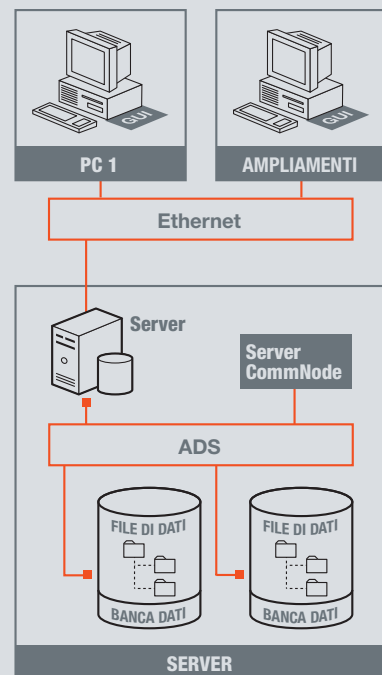 GUI
GUI
PC 1
AMPLIAMENTI
Ethernet
Server
Server
CommNode
ADS
FILE DI DATI
FILE DI DATI
BANCA DATI
BANCA DATI
SERVER